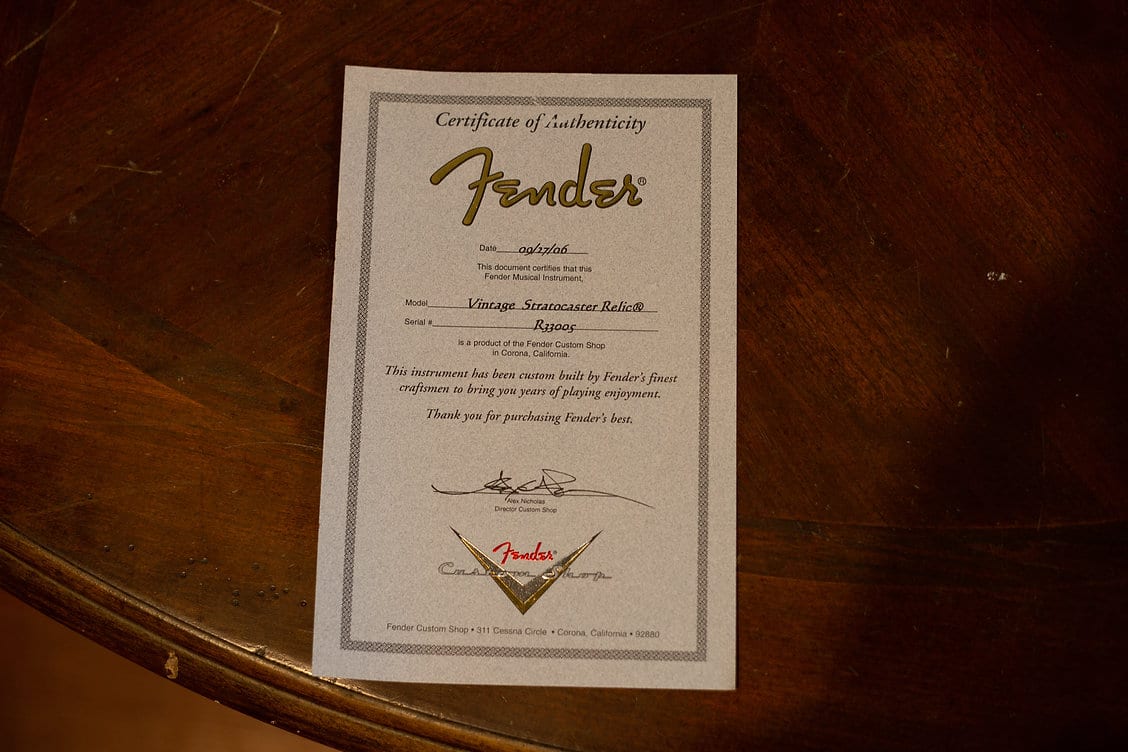 Certificate of Authenticity
Fender®
Date 09/27/06
This document certifies that this
Fender Musical Instrument,
Model Vintage Stratocaster Relic®
Serial # R33005
is a product of the Fender Custom Shop
in Corona, California.
This instrument has been custom built by Fender's finest
craftsmen to bring you years of playing enjoyment.
Thank you for purchasing Fender's best.
Alex Nicholas
Director Custom Shop
Fender®
Custom Shop
Fender Custom Shop • 311 Cessna Circle • Corona, California • 92880